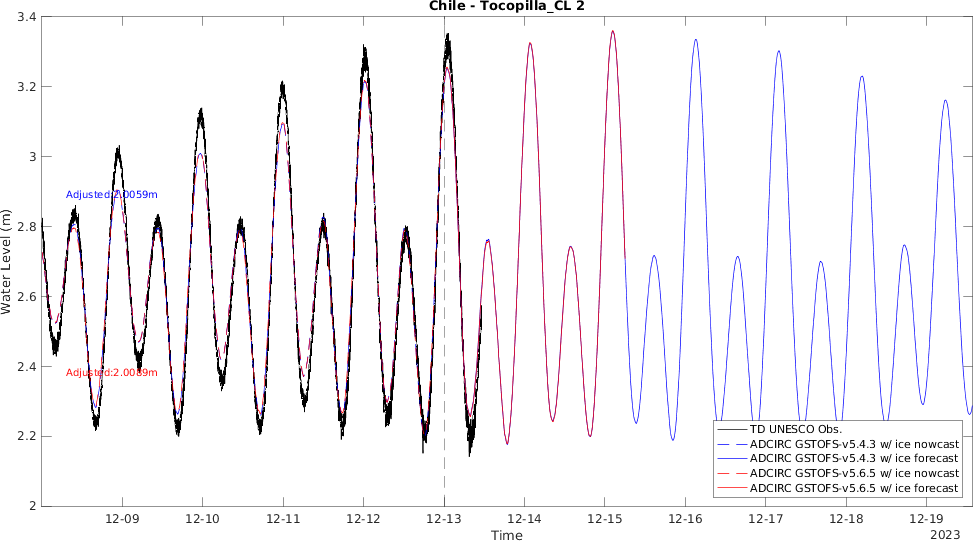 Chile - Tocopilla_CL 2
3.4
3.2
3
2.8
2.6
2.4
2.2
2
Water Level (m)
Adjusted:2.0059m
Adjusted:2.0089m
TD UNESCO Obs.
ADCIRC GSTOFS-v5.4.3 w/ ice nowcast
ADCIRC GSTOFS-v5.4.3 w/ ice forecast
ADCIRC GSTOFS-v5.6.5 w/ ice nowcast
ADCIRC GSTOFS-v5.6.5 w/ ice forecast
12-09
12-10
12-11
12-12
12-13
12-14
12-15
12-16
12-17
12-18
12-19
Time
2023